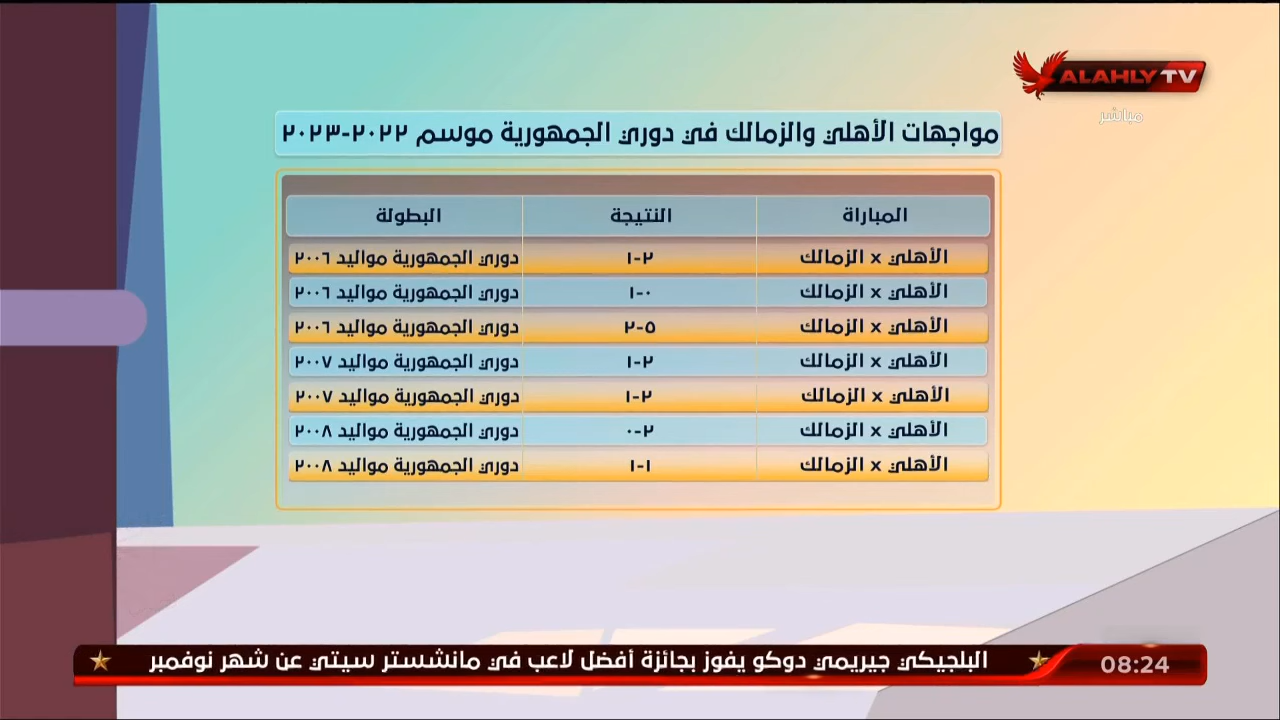 ALAHLY TV
مباشر
مواجهات الأهلي والزمالك في دوري الجمهورية موسم ٢٠٢٢-٢٠٢٣
المباراة النتيجة البطولة
الأهلي x الزمالك ٢-١ دوري الجمهورية مواليد ٢٠٠٦
الأهلي x الزمالك ٠-١ دوري الجمهورية مواليد ٢٠٠٦
الأهلي x الزمالك ٥-٢ دوري الجمهورية مواليد ٢٠٠٦
الأهلي x الزمالك ٢-١ دوري الجمهورية مواليد ٢٠٠٧
الأهلي x الزمالك ٢-١ دوري الجمهورية مواليد ٢٠٠٧
الأهلي x الزمالك ٢-٠ دوري الجمهورية مواليد ٢٠٠٨
الأهلي x الزمالك ١-١ دوري الجمهورية مواليد ٢٠٠٨
08:24
البلجيكي جيريمي دوكو يفوز بجائزة أفضل لاعب في مانشستر سيتي عن شهر نوفمبر